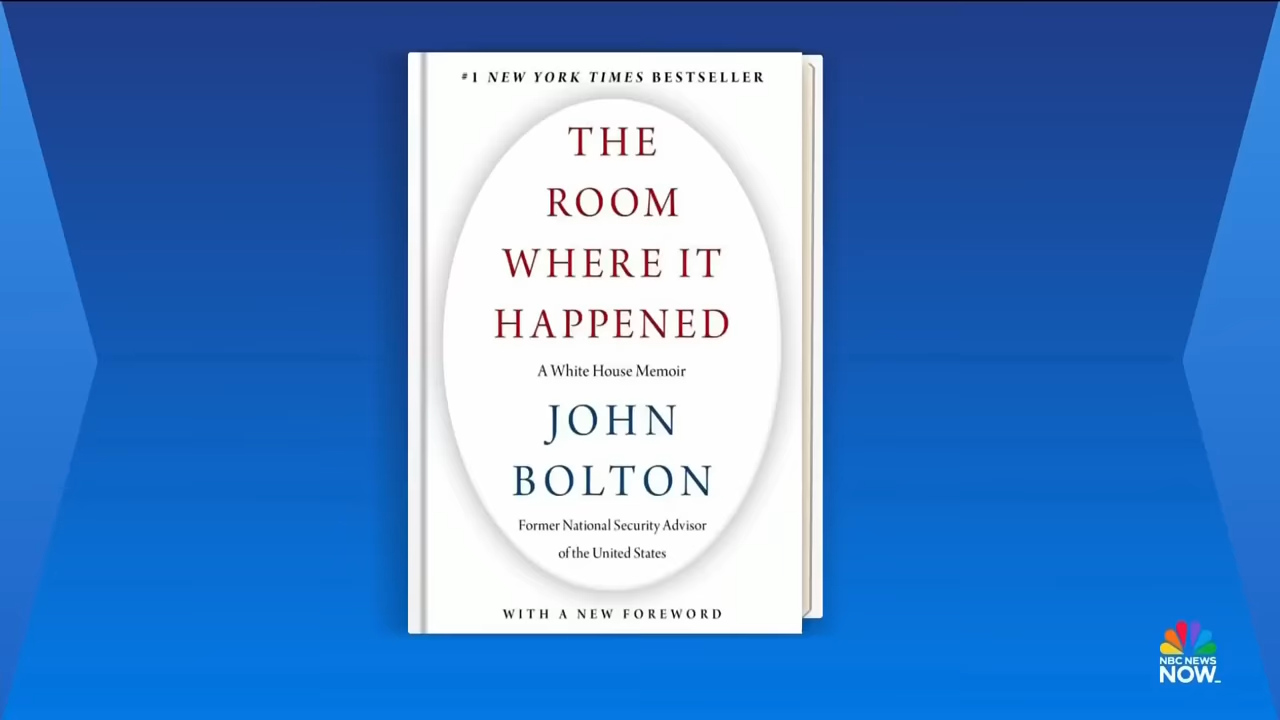 #1 NEW YORK TIMES BESTSELLER
THE
ROOM
WHERE IT
HAPPENED
A White House Memoir
JOHN
BOLTON
Former National Security Advisor
of the United States
WITH A NEW FOREWORD
NBC NEWS
NOW_